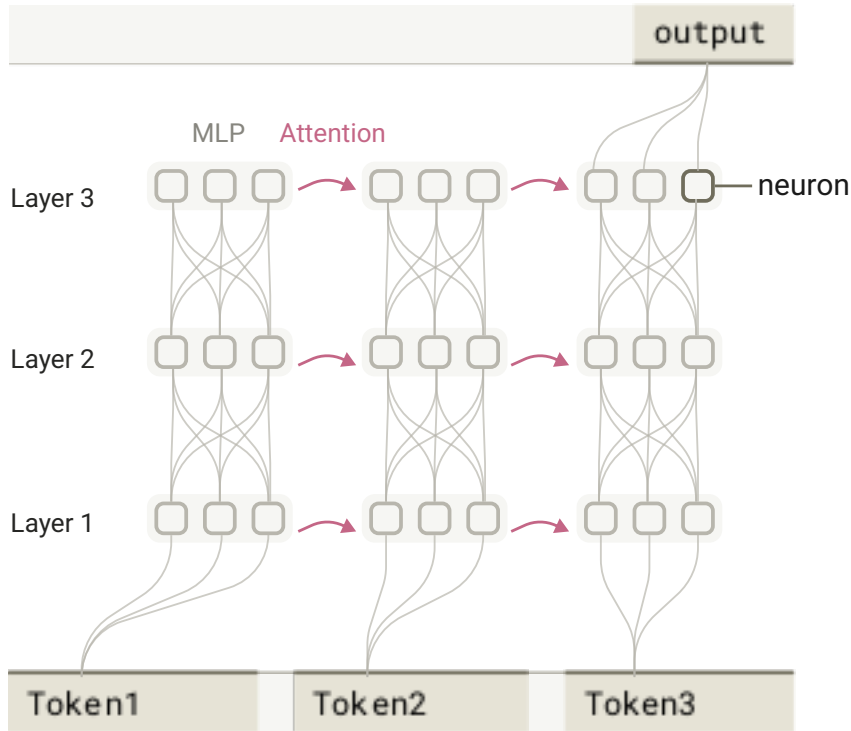 output
MLP Attention
Layer 3
neuron
Layer 2
Layer 1
Token1 Token2 Token3